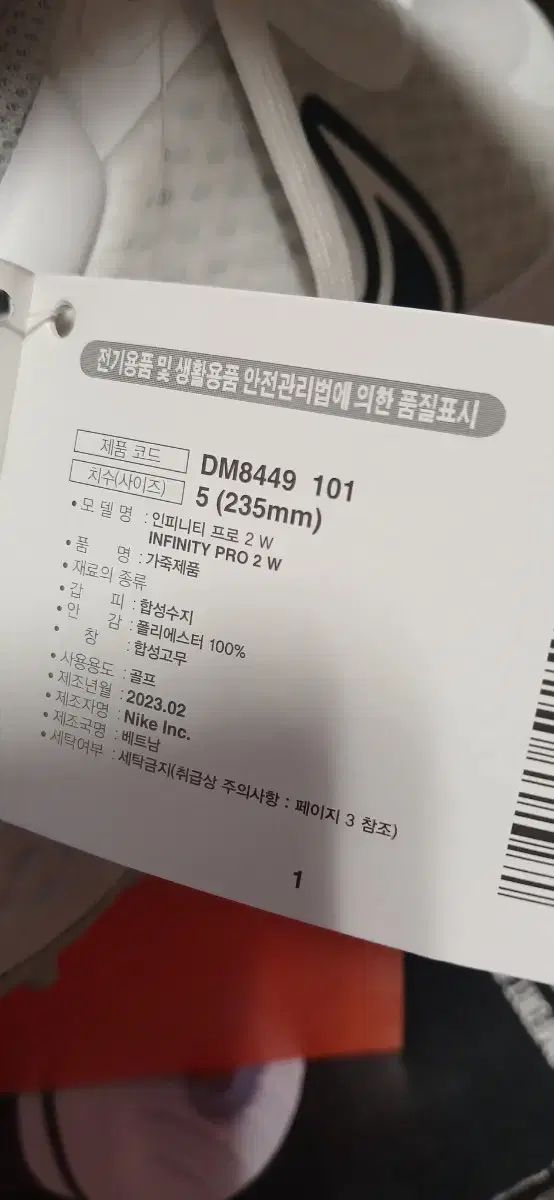 전기용품 및 생활용품 안전관리법에 의한 품질표시
제품 코드 DM8449 101
치수(사이즈) 5 (235mm)
• 모 델 명 : 인피니티 프로 2 W
INFINITY PRO 2 W
• 품 명 : 가죽제품
• 재료의 종류
• 갑 피 : 합성수지
• 안 감 : 폴리에스터 100%
• 창 : 합성고무
• 사용용도 : 골프
• 제조년월 : 2023.02
• 제조자명 : Nike Inc.
• 제조국명 : 베트남
• 세탁여부 : 세탁금지(취급상 주의사항 : 페이지 3 참조)
1